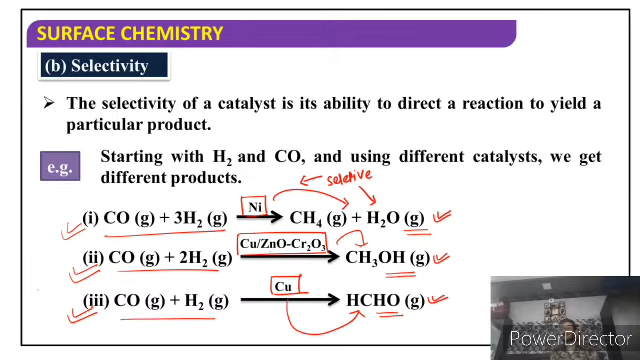 SURFACE CHEMISTRY
(b) Selectivity
➢ The selectivity of a catalyst is its ability to direct a reaction to yield a
particular product.
e.g.
Starting with H₂ and CO, and using different catalysts, we get
different products.
seletive
(i) CO (g) + 3H₂ (g) Ni CH₄ (g) + H₂O (g)
(ii) CO (g) + 2H₂ (g) Cu/ZnO-Cr₂O₃ CH₃OH (g)
(iii) CO (g) + H₂ (g) Cu HCHO (g)
PowerDirector